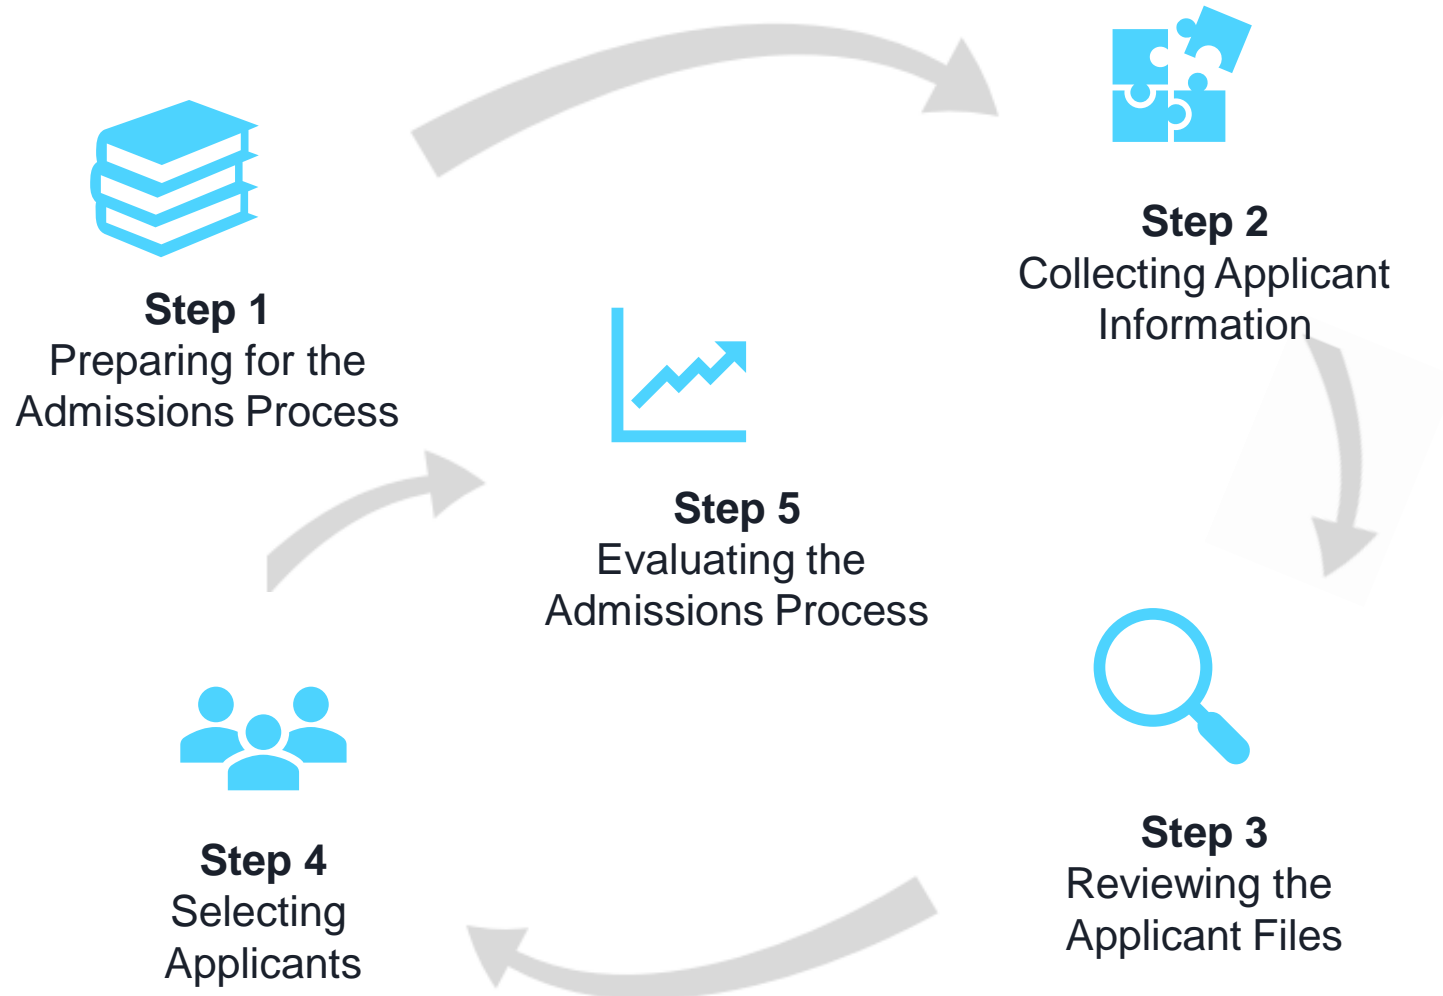 Step 1
Preparing for the
Admissions Process
Step 2
Collecting Applicant
Information
Step 3
Reviewing the
Applicant Files
Step 4
Selecting
Applicants
Step 5
Evaluating the
Admissions Process